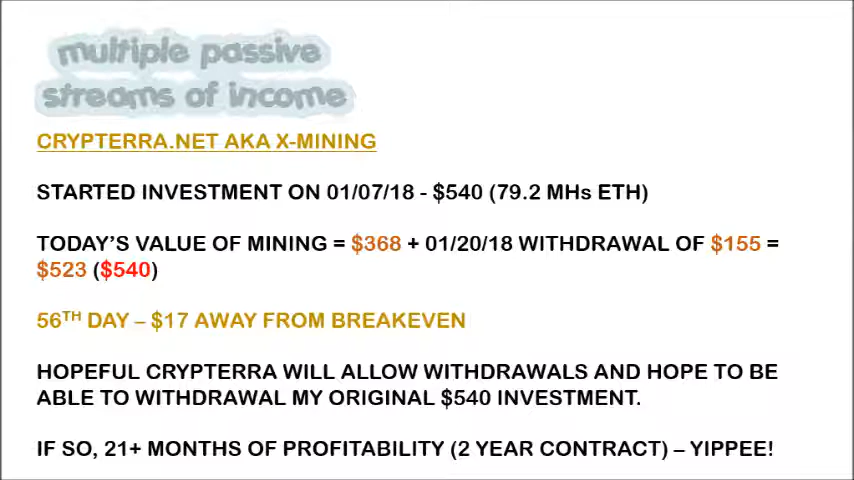 multiple passive
streams of income
CRYPTERRA.NET AKA X-MINING
STARTED INVESTMENT ON 01/07/18 - $540 (79.2 MHs ETH)
TODAY'S VALUE OF MINING = $368 + 01/20/18 WITHDRAWAL OF $155 =
$523 ($540)
56TH DAY – $17 AWAY FROM BREAKEVEN
HOPEFUL CRYPTERRA WILL ALLOW WITHDRAWALS AND HOPE TO BE
ABLE TO WITHDRAWAL MY ORIGINAL $540 INVESTMENT.
IF SO, 21+ MONTHS OF PROFITABILITY (2 YEAR CONTRACT) – YIPPEE!